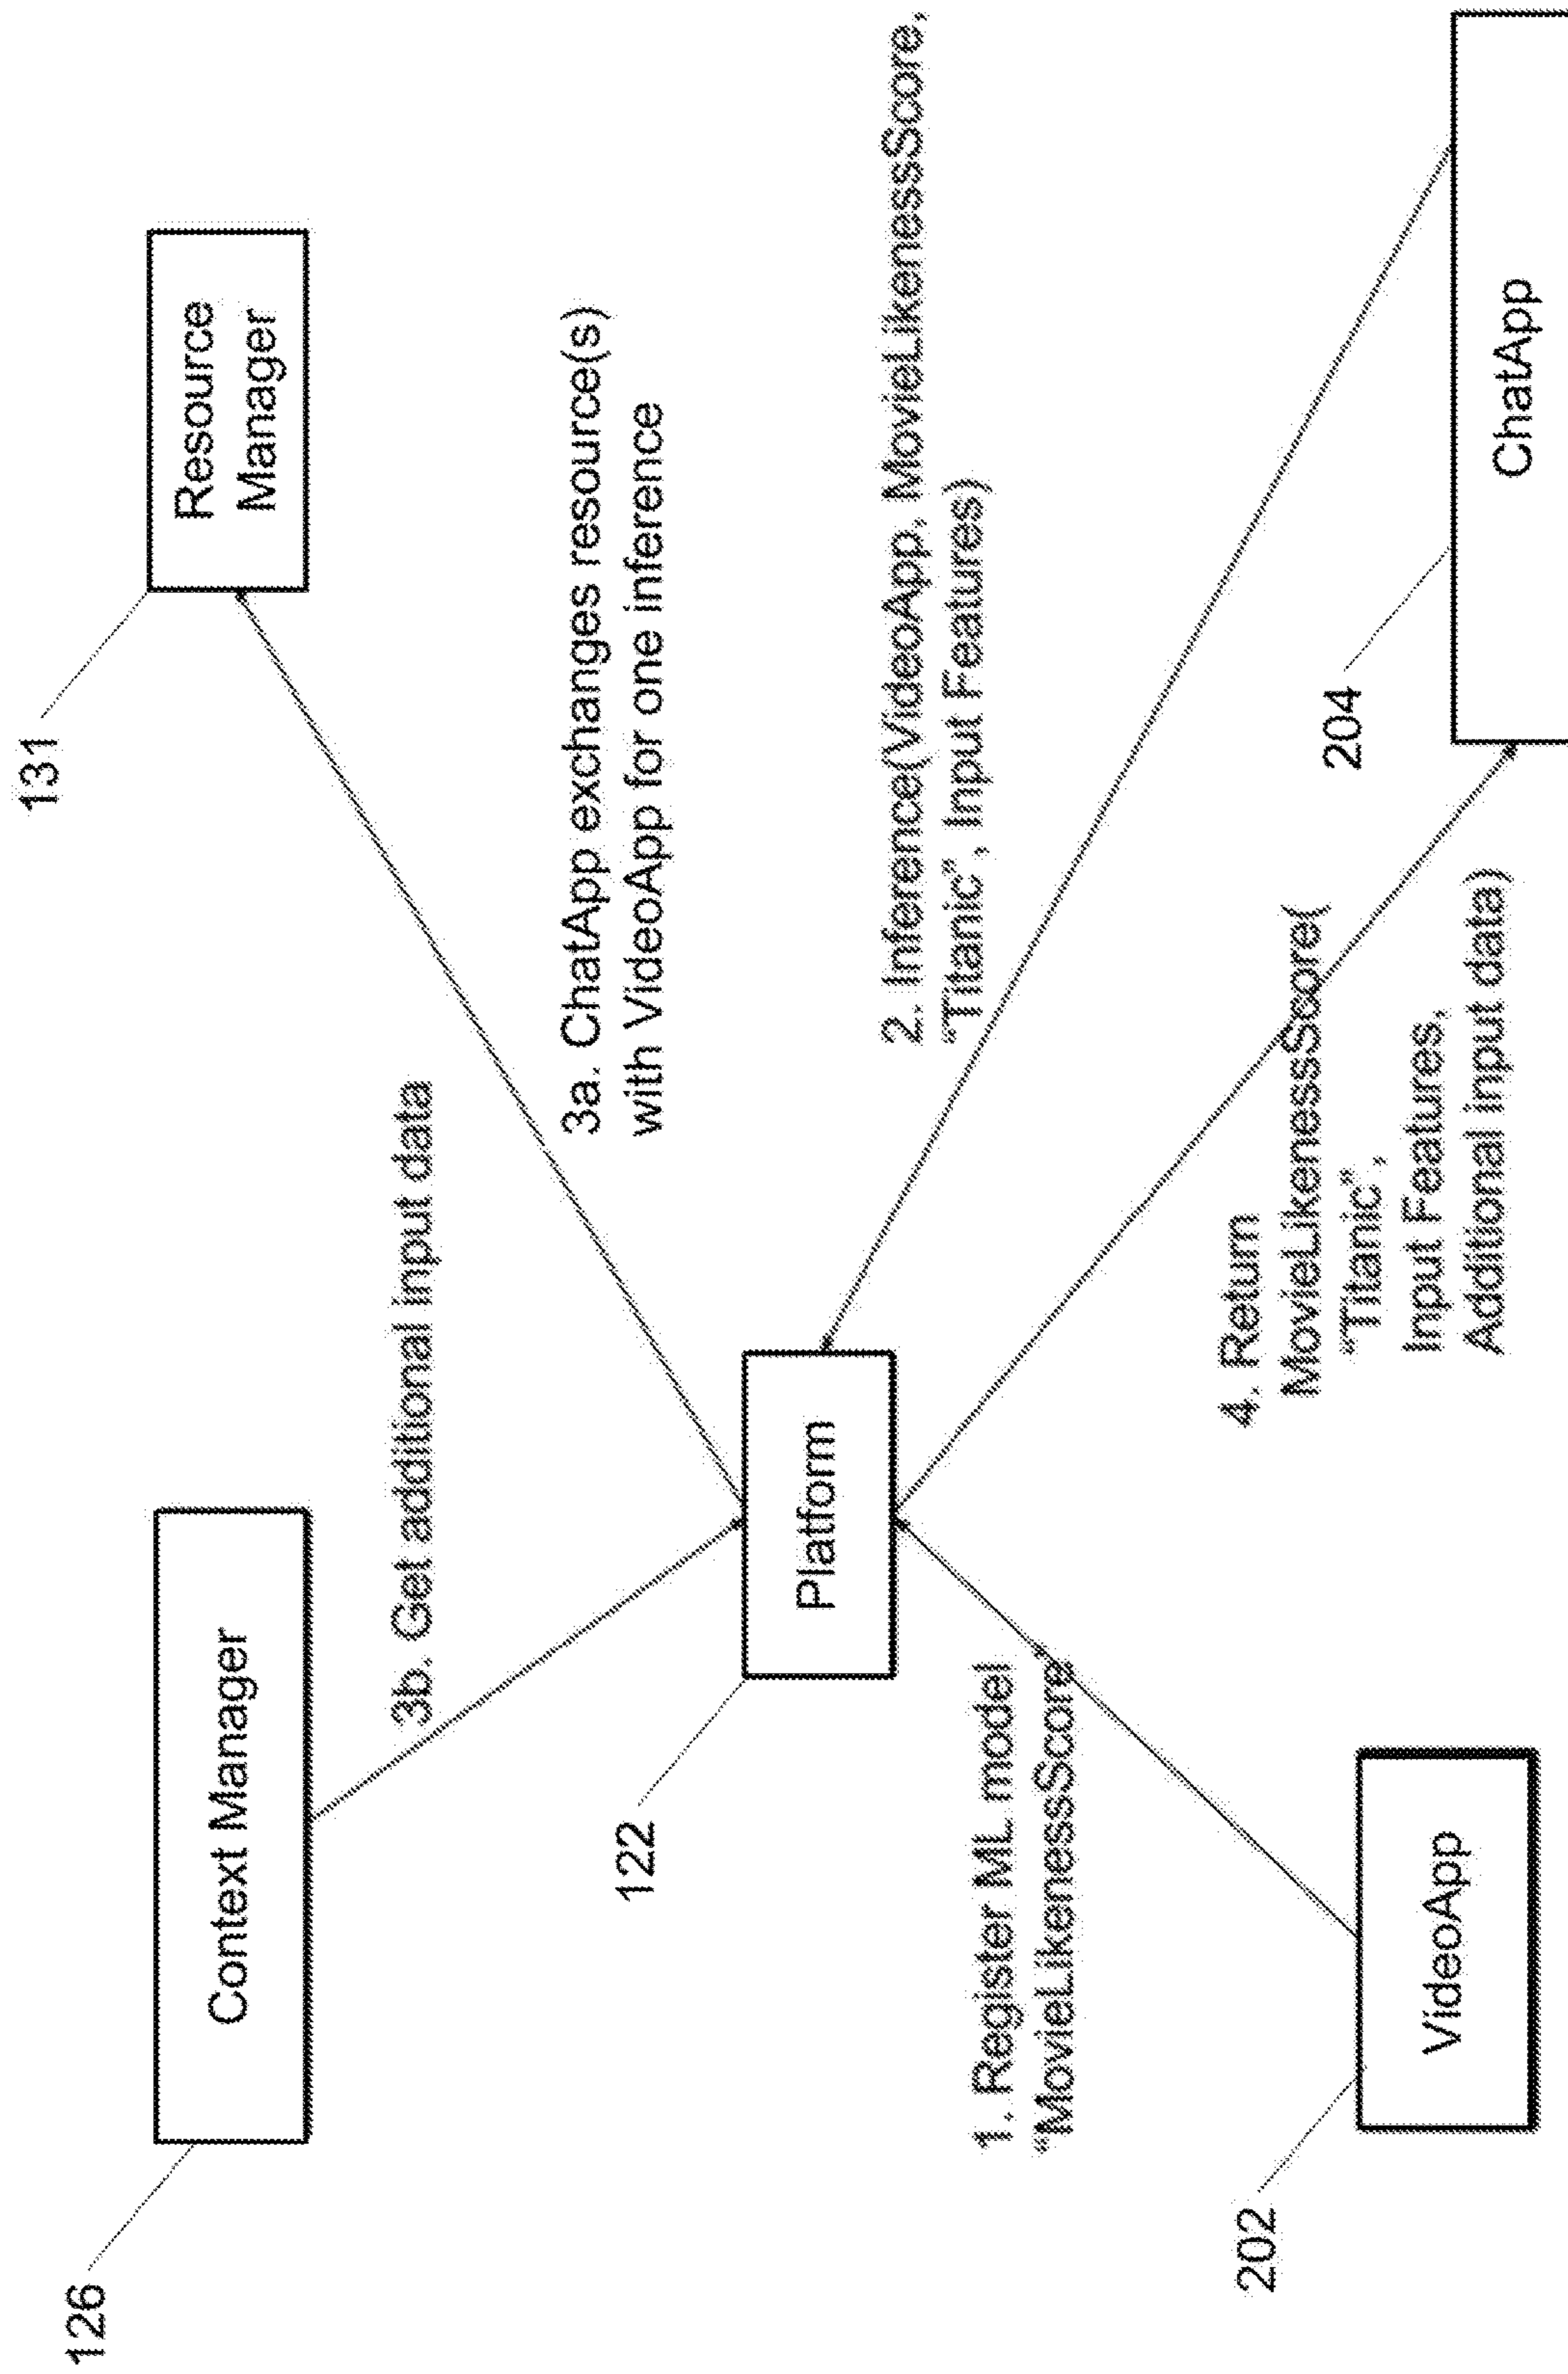 126
Context Manager
131
Resource
Manager
3b. Get additional input data
3a. ChatApp exchanges resource(s)
with VideoApp for one inference
122
Platform
2. Inference(VideoApp, MovieLikenessScore,
“Titanic”, Input Features)
1. Register ML model
“MovieLikenessScore
4. Return
MovieLikenessScore(
“Titanic”,
Input Features,
Additional input data)
202
VideoApp
204
ChatApp